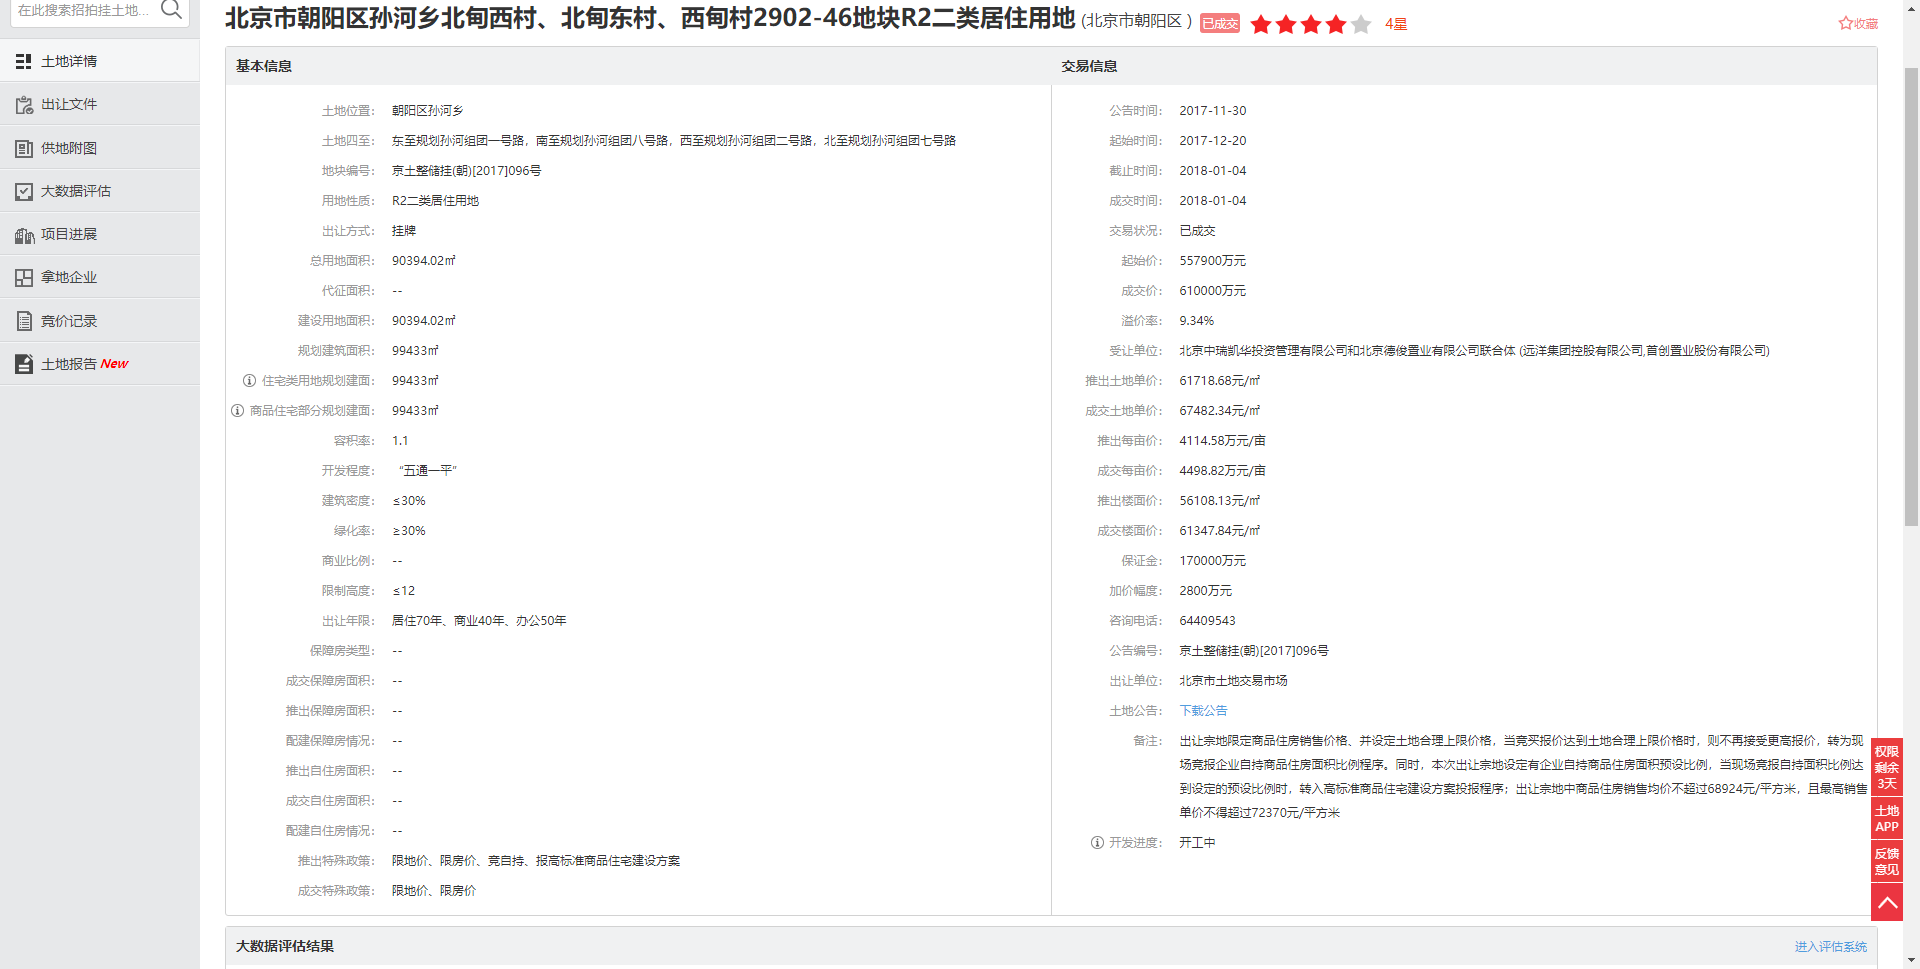 在此搜索招拍挂土地...
土地详情
出让文件
供地附图
大数据评估
项目进展
拿地企业
竞价记录
土地报告 New
北京市朝阳区孙河乡北甸西村、北甸东村、西甸村2902-46地块R2二类居住用地 (北京市朝阳区 ) 已成交 4星
收藏
基本信息
土地位置： 朝阳区孙河乡
土地四至： 东至规划孙河组团一号路，南至规划孙河组团八号路，西至规划孙河组团二号路，北至规划孙河组团七号路
地块编号： 京土整储挂(朝)[2017]096号
用地性质： R2二类居住用地
出让方式： 挂牌
总用地面积： 90394.02㎡
代征面积： --
建设用地面积： 90394.02㎡
规划建筑面积： 99433㎡
住宅类用地规划建面： 99433㎡
商品住宅部分规划建面： 99433㎡
容积率： 1.1
开发程度： “五通一平”
建筑密度： ≤30%
绿化率： ≥30%
商业比例： --
限制高度： ≤12
出让年限： 居住70年、商业40年、办公50年
保障房类型： --
成交保障房面积： --
推出保障房面积： --
配建保障房情况： --
推出自住房面积： --
成交自住房面积： --
配建自住房情况： --
推出特殊政策： 限地价、限房价、竞自持、报高标准商品住宅建设方案
成交特殊政策： 限地价、限房价
交易信息
公告时间： 2017-11-30
起始时间： 2017-12-20
截止时间： 2018-01-04
成交时间： 2018-01-04
交易状况： 已成交
起始价： 557900万元
成交价： 610000万元
溢价率： 9.34%
受让单位： 北京中瑞凯华投资管理有限公司和北京德俊置业有限公司联合体 (远洋集团控股有限公司,首创置业股份有限公司)
推出土地单价： 61718.68元/㎡
成交土地单价： 67482.34元/㎡
推出每亩价： 4114.58万元/亩
成交每亩价： 4498.82万元/亩
推出楼面价： 56108.13元/㎡
成交楼面价： 61347.84元/㎡
保证金： 170000万元
加价幅度： 2800万元
咨询电话： 64409543
公告编号： 京土整储挂(朝)[2017]096号
出让单位： 北京市土地交易市场
土地公告： 下载公告
备注： 出让宗地限定商品住房销售价格、并设定土地合理上限价格，当竞买报价达到土地合理上限价格时，则不再接受更高报价，转为现
场竞报企业自持商品住房面积比例程序。同时，本次出让宗地设定有企业自持商品住房面积预设比例，当现场竞报自持面积比例达
到设定的预设比例时，转入高标准商品住宅建设方案投报程序；出让宗地中商品住房销售均价不超过68924元/平方米，且最高销售
单价不得超过72370元/平方米
开发进度： 开工中
权限
剩余
3天
土地
APP
反馈
意见
大数据评估结果
进入评估系统